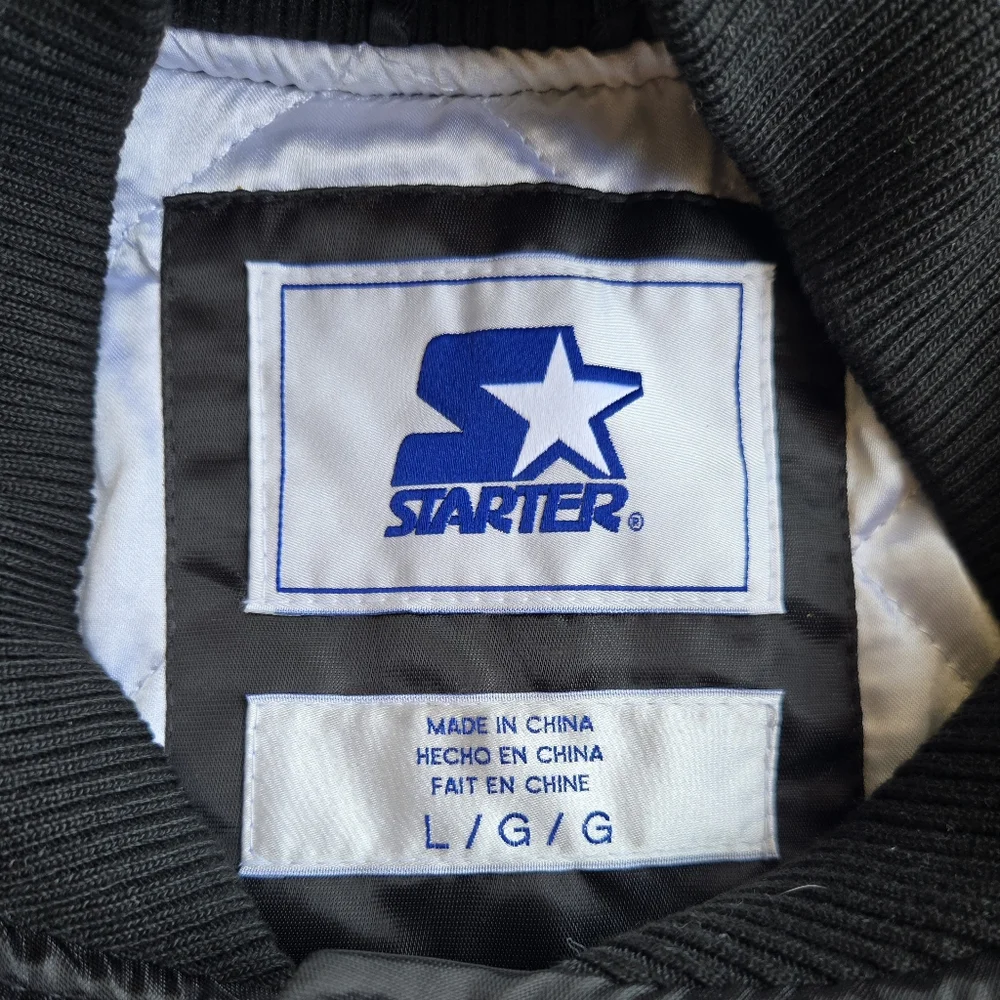 STARTER®
MADE IN CHINA
HECHO EN CHINA
FAIT EN CHINE
L / G / G